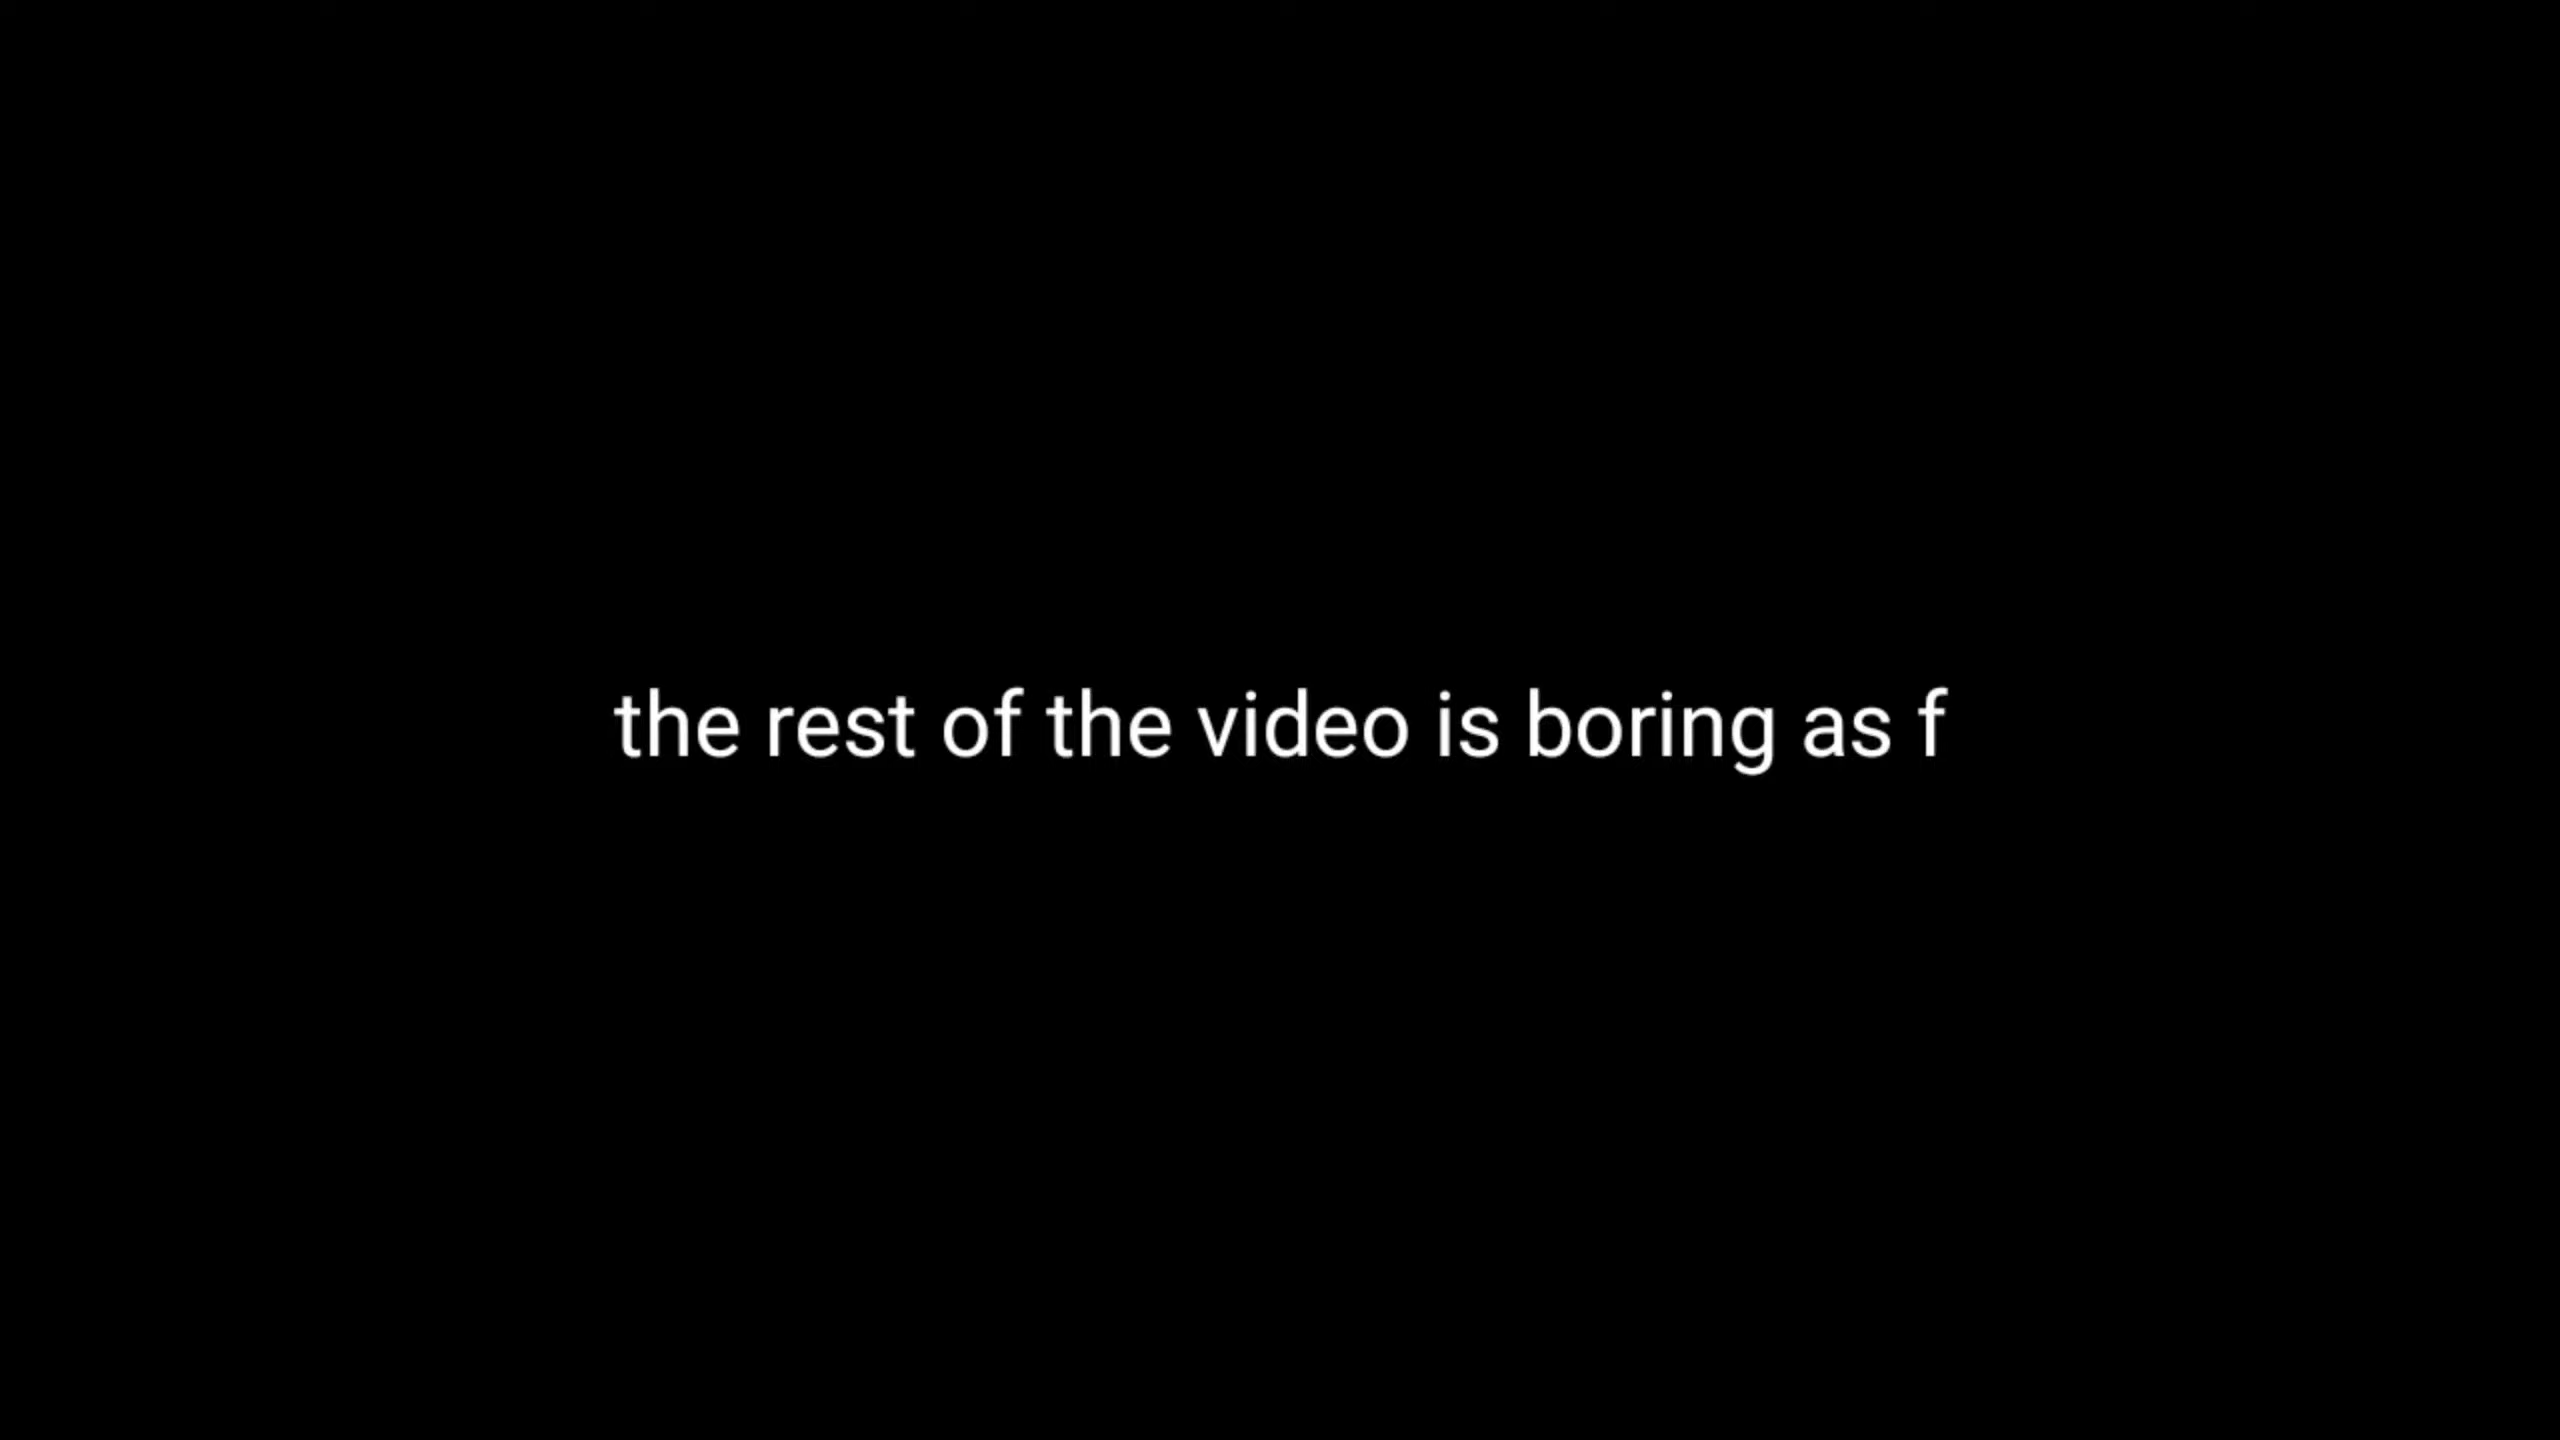 the rest of the video is boring as f